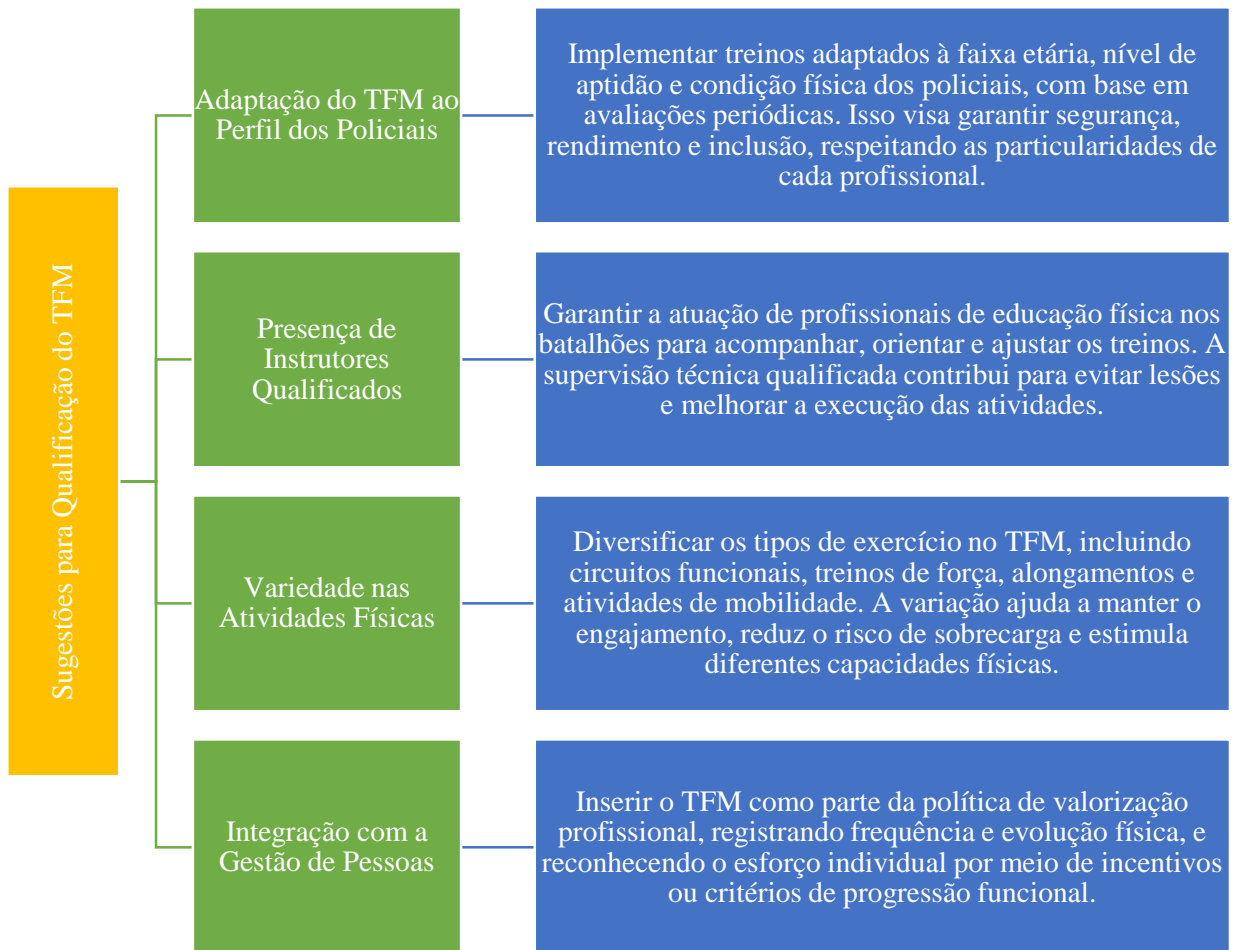 Sugestões para Qualificação do TFM
Adaptação do TFM ao
Perfil dos Policiais
Implementar treinos adaptados à faixa etária, nível de
aptidão e condição física dos policiais, com base em
avaliações periódicas. Isso visa garantir segurança,
rendimento e inclusão, respeitando as particularidades de
cada profissional.
Presença de
Instrutores
Qualificados
Garantir a atuação de profissionais de educação física nos
batalhões para acompanhar, orientar e ajustar os treinos. A
supervisão técnica qualificada contribui para evitar lesões
e melhorar a execução das atividades.
Variedade nas
Atividades Físicas
Diversificar os tipos de exercício no TFM, incluindo
circuitos funcionais, treinos de força, alongamentos e
atividades de mobilidade. A variação ajuda a manter o
engajamento, reduz o risco de sobrecarga e estimula
diferentes capacidades físicas.
Integração com a
Gestão de Pessoas
Inserir o TFM como parte da política de valorização
profissional, registrando frequência e evolução física, e
reconhecendo o esforço individual por meio de incentivos
ou critérios de progressão funcional.